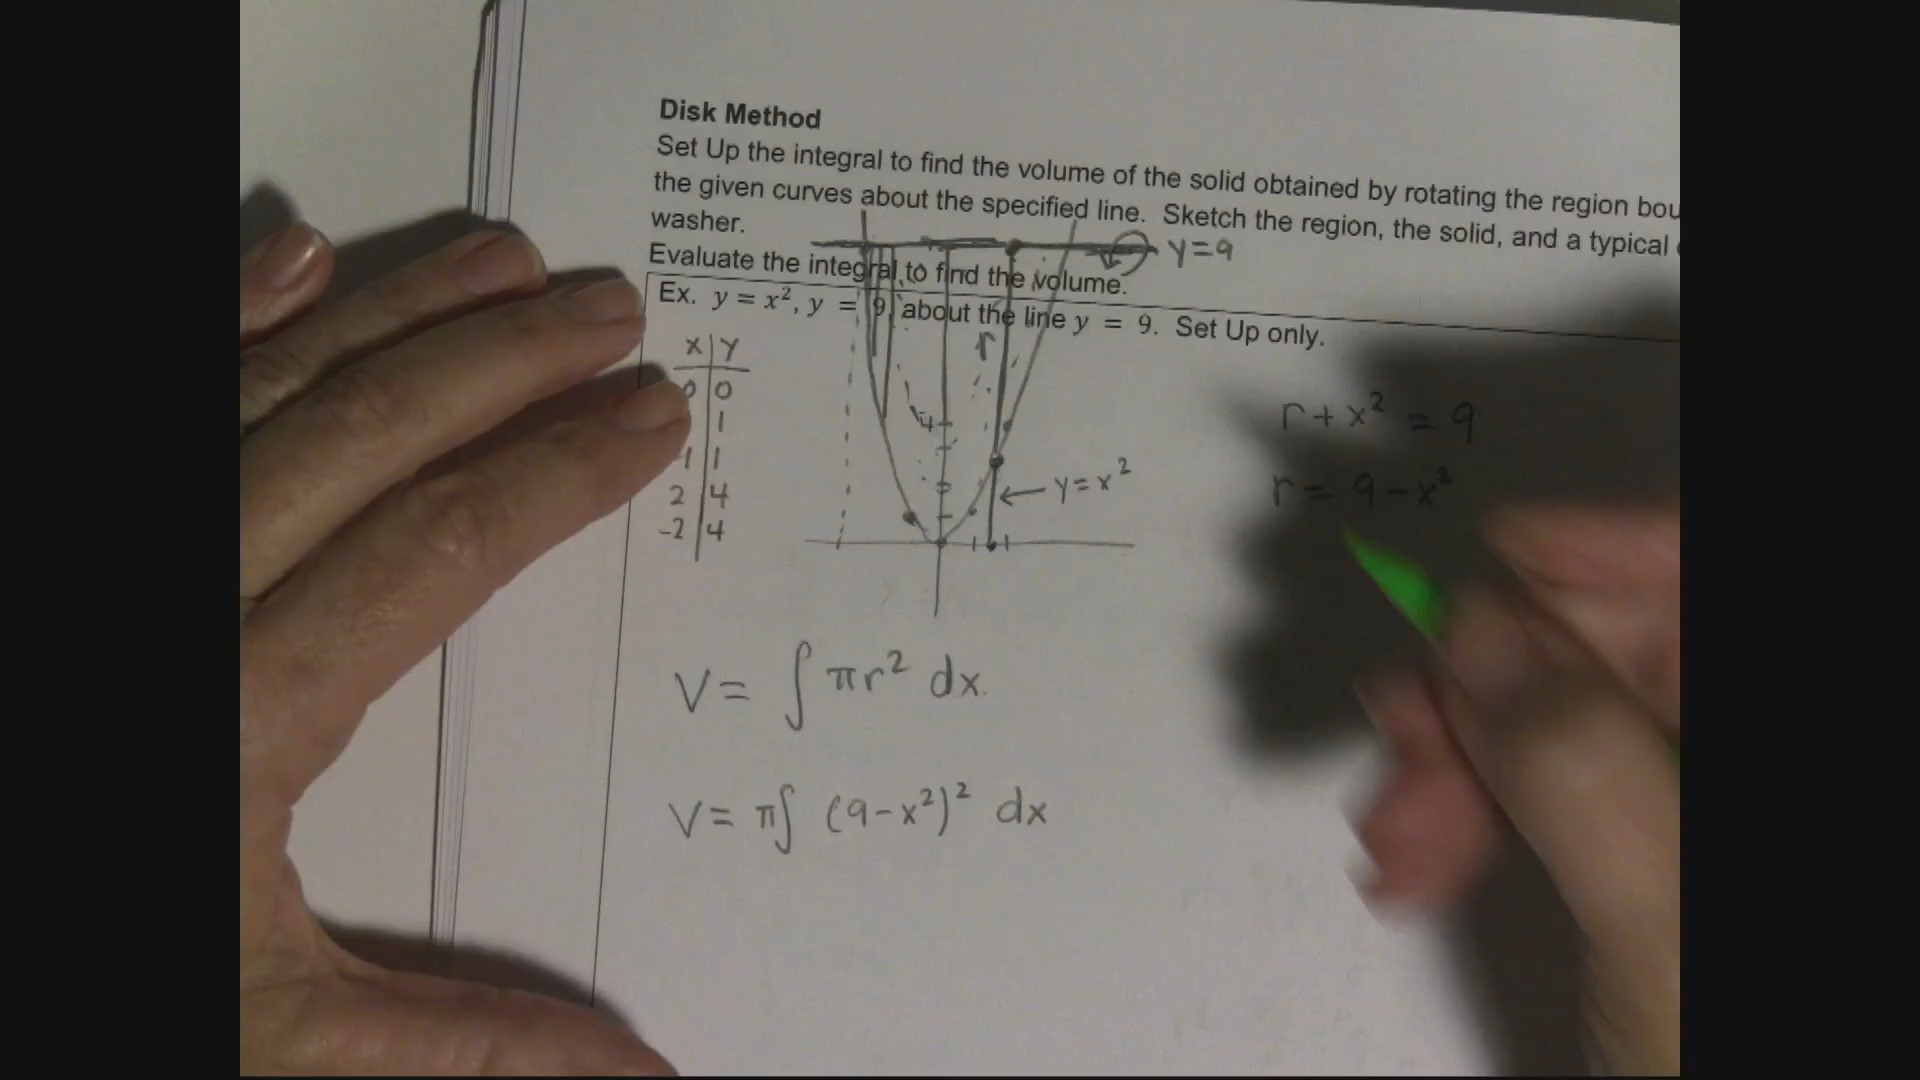 Disk Method
Set Up the integral to find the volume of the solid obtained by rotating the region
the given curves about the specified line. Sketch the region, the solid, and a typical
washer.
Evaluate the integral to find the volume.
y=9
Ex. y = x², y = 9, about the line y = 9. Set Up only.
x | y
0 | 0
1
1 | 1
2 | 4
-2 | 4
r
4
y=x²
r + x² = 9
r = 9 - x²
V = ∫ πr² dx
V = π∫ (9-x²)² dx